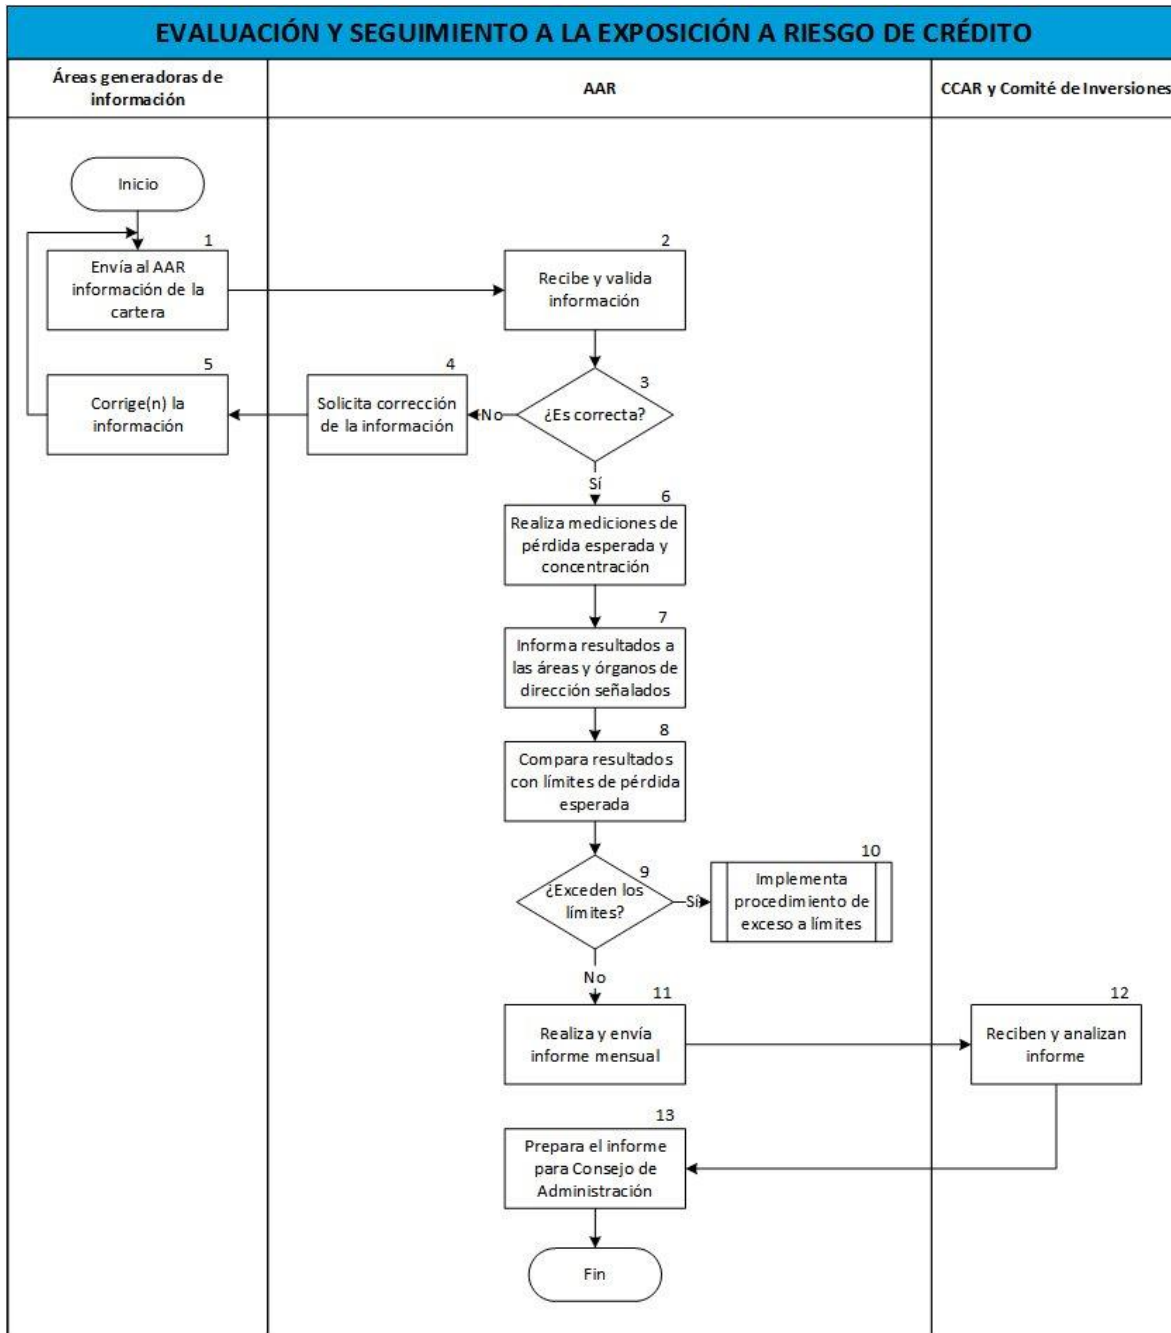 EVALUACIÓN Y SEGUIMIENTO A LA EXPOSICIÓN A RIESGO DE CRÉDITO
Áreas generadoras de
información
AAR
CCAR y Comité de Inversiones
Inicio
1
Envía al AAR
información de la
cartera
2
Recibe y valida
información
3
¿Es correcta?
No
4
Solicita corrección
de la información
5
Corrige(n) la
información
Sí
6
Realiza mediciones de
pérdida esperada y
concentración
7
Informa resultados a
las áreas y órganos de
dirección señalados
8
Compara resultados
con límites de pérdida
esperada
9
¿Exceden los
límites?
Sí
10
Implementa
procedimiento de
exceso a límites
No
11
Realiza y envía
informe mensual
12
Reciben y analizan
informe
13
Prepara el informe
para Consejo de
Administración
Fin